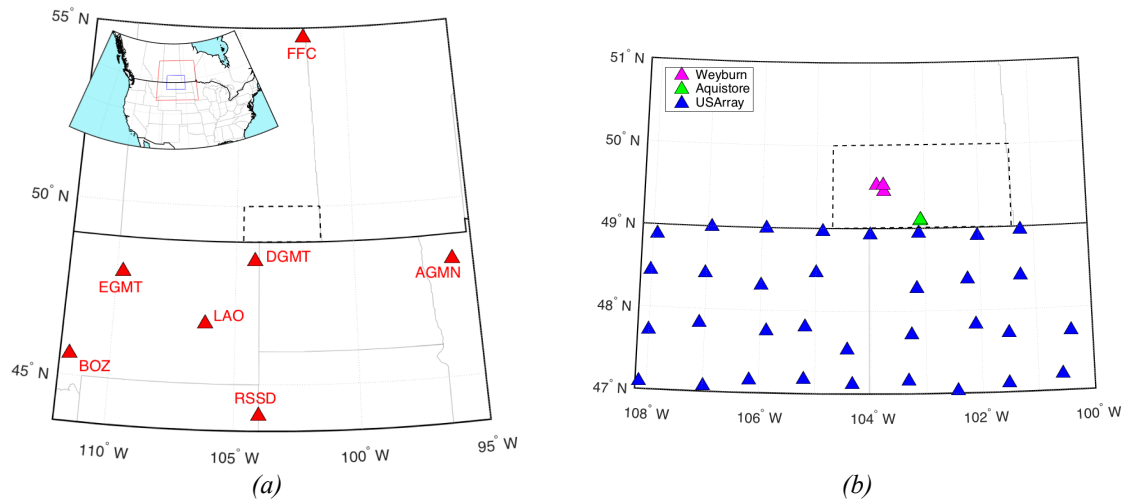 55° N
FFC
50° N
DGMT
AGMN
EGMT
LAO
BOZ
45° N
RSSD
110° W
105° W
100° W
95° W
(a)
51° N
Weyburn
Aquistore
USArray
50° N
49° N
48° N
47° N
108° W
106° W
104° W
102° W
100° W
(b)